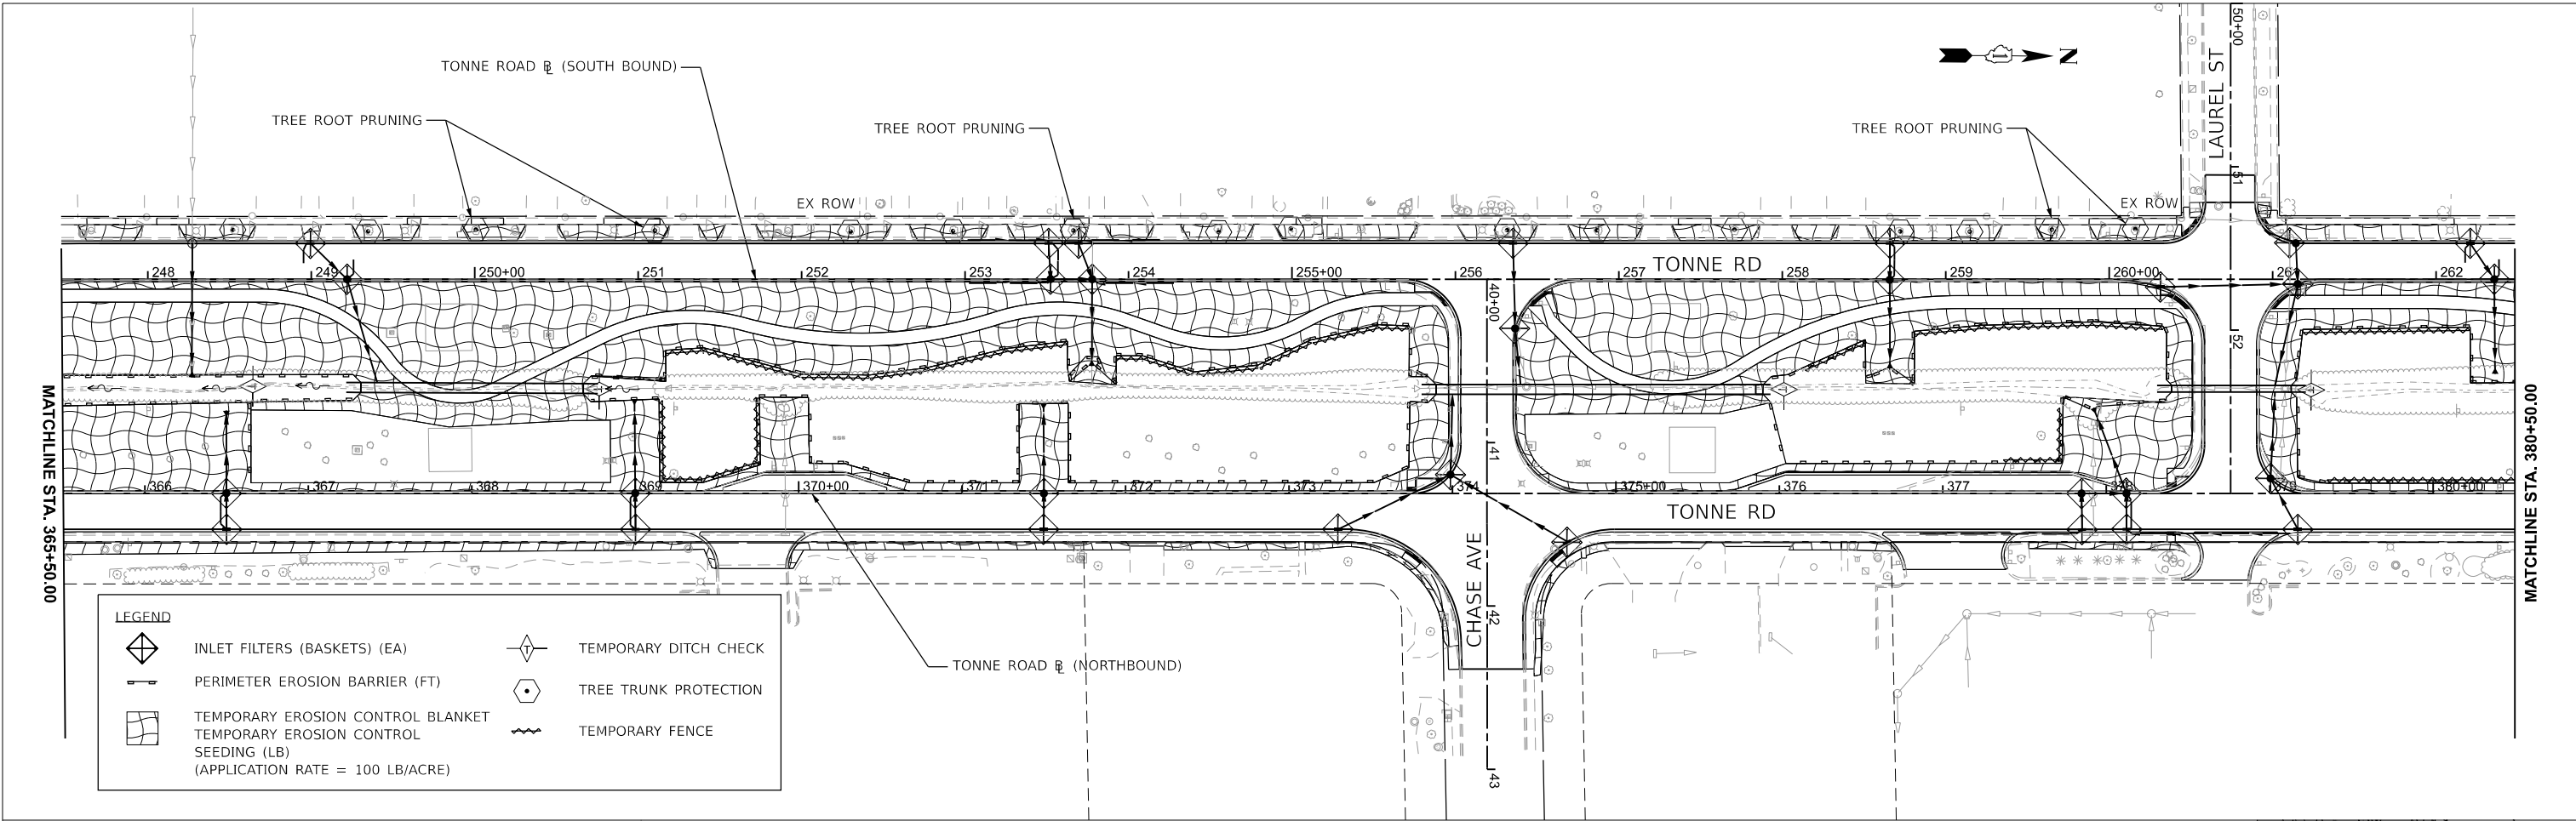 50+00
LAUREL ST
N
TONNE ROAD ⅊ (SOUTH BOUND)
TREE ROOT PRUNING
TREE ROOT PRUNING
TREE ROOT PRUNING
51
EX ROW
EX ROW
TONNE RD
248
249
250+00
251
252
253
254
255+00
256
257
258
259
260+00
261
262
40+00
52
MATCHLINE STA. 365+50.00
MATCHLINE STA. 380+50.00
41
366
367
368
369
370+00
371
372
373
374
375+00
376
377
380+00
TONNE RD
CHASE AVE
42
TONNE ROAD ⅊ (NORTHBOUND)
43
LEGEND
INLET FILTERS (BASKETS) (EA)
PERIMETER EROSION BARRIER (FT)
TEMPORARY EROSION CONTROL BLANKET
TEMPORARY EROSION CONTROL
SEEDING (LB)
(APPLICATION RATE = 100 LB/ACRE)
T
TEMPORARY DITCH CHECK
TREE TRUNK PROTECTION
TEMPORARY FENCE